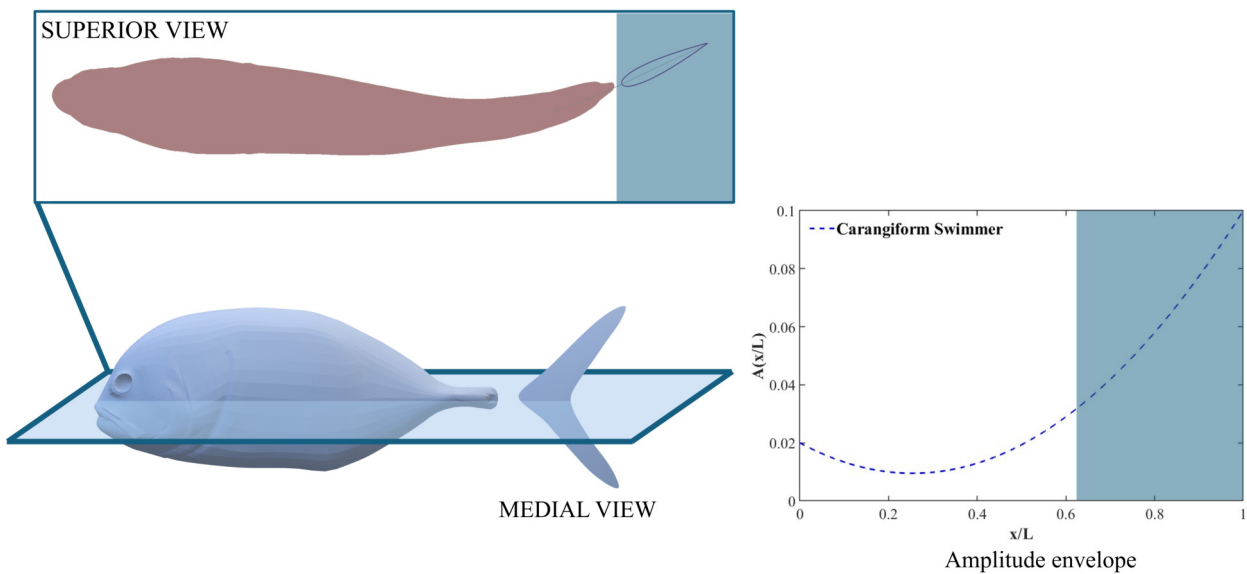 SUPERIOR VIEW
MEDIAL VIEW
Carangiform Swimmer
0.1
0.08
0.06
0.04
0.02
0
A(x/L)
0
0.2
0.4
0.6
0.8
1
x/L
Amplitude envelope